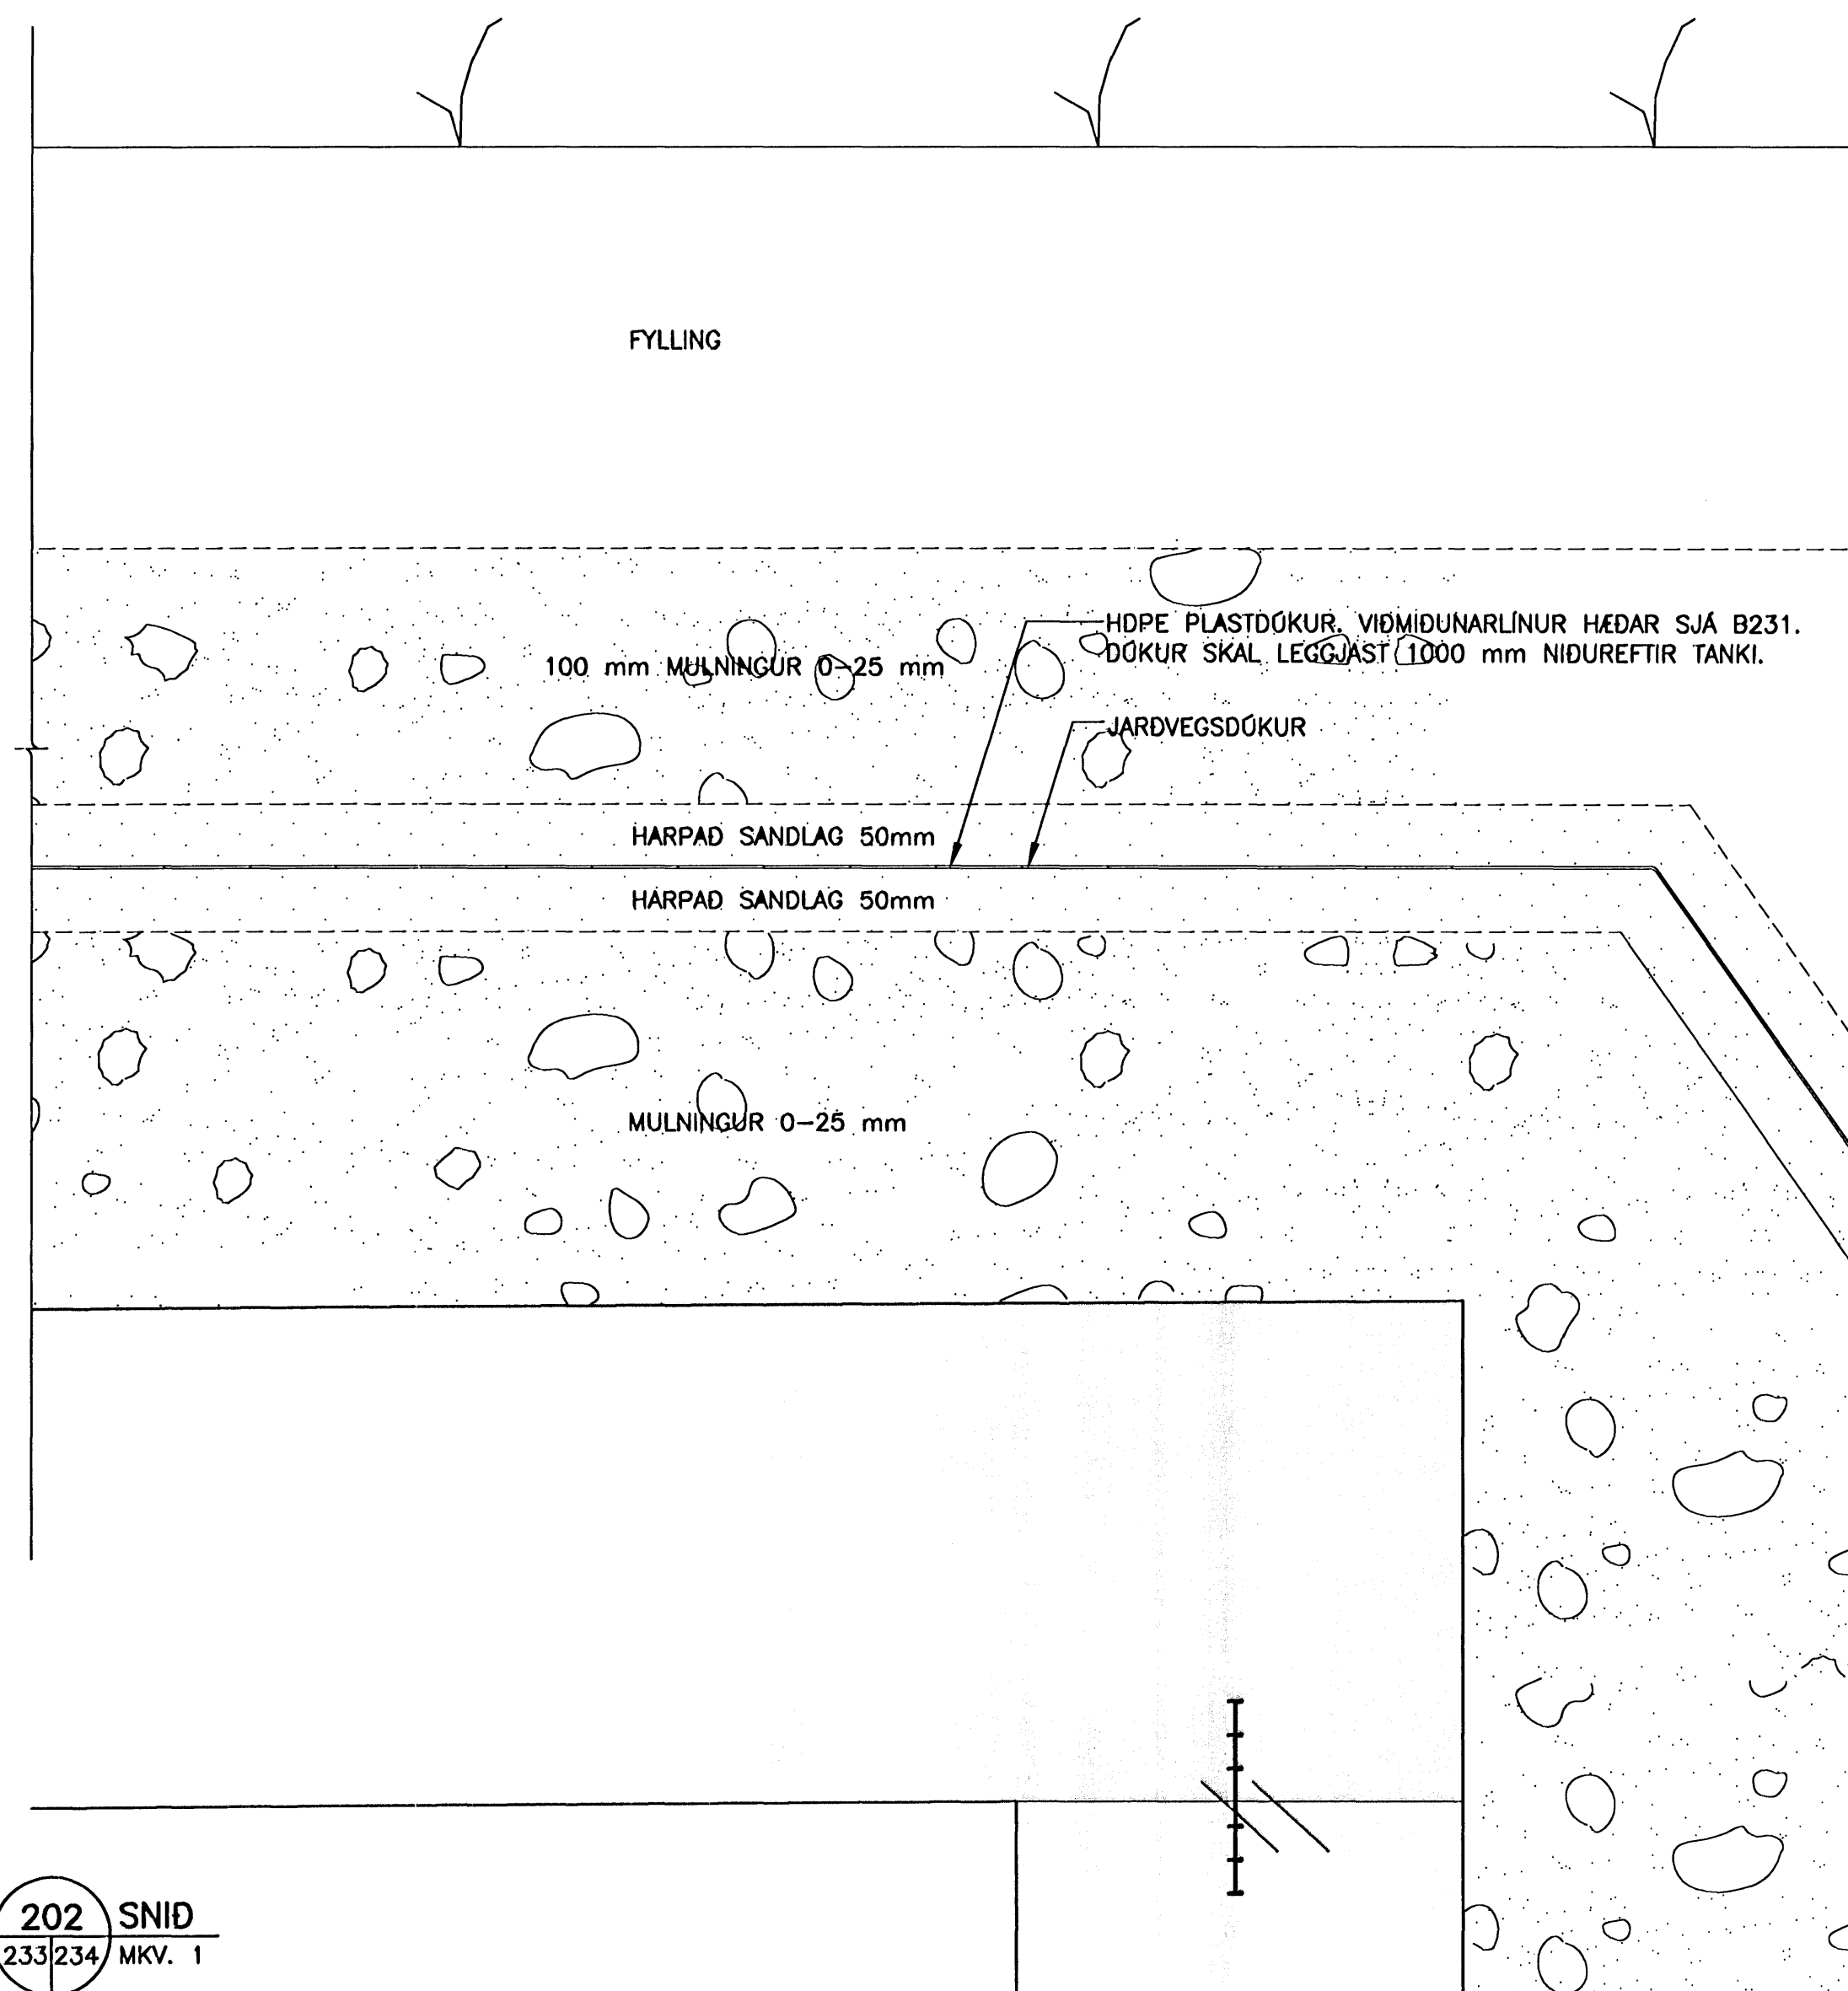 FYLLING
HDPE PLASTDÚKUR. VIÐMIÐUNARLÍNUR HÆÐAR SJÁ B231.
DÚKUR SKAL LEGGJAST 1000 mm NIÐUREFTIR TANKI.
100 mm MULNINGUR 0-25 mm
JARÐVEGSDÚKUR
HARPAÐ SANDLAG 50mm
HARPAÐ SANDLAG 50mm
MULNINGUR 0-25 mm
202 SNIÐ
233 234 MKV. 1